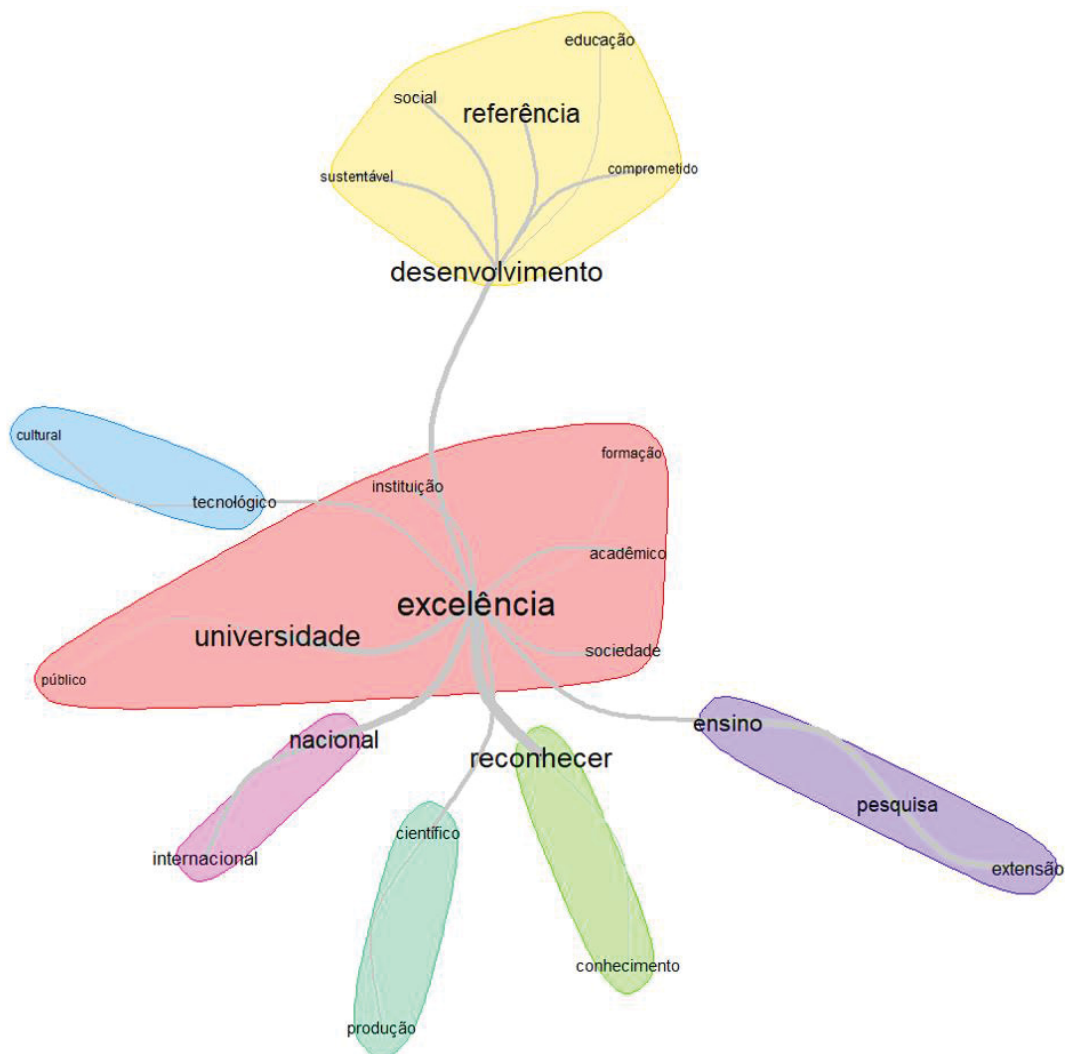 educação
social
referência
sustentável
comprometido
desenvolvimento
cultural
formação
instituição
tecnológico
acadêmico
excelência
universidade
sociedade
público
ensino
nacional
reconhecer
pesquisa
científico
internacional
extensão
conhecimento
produção